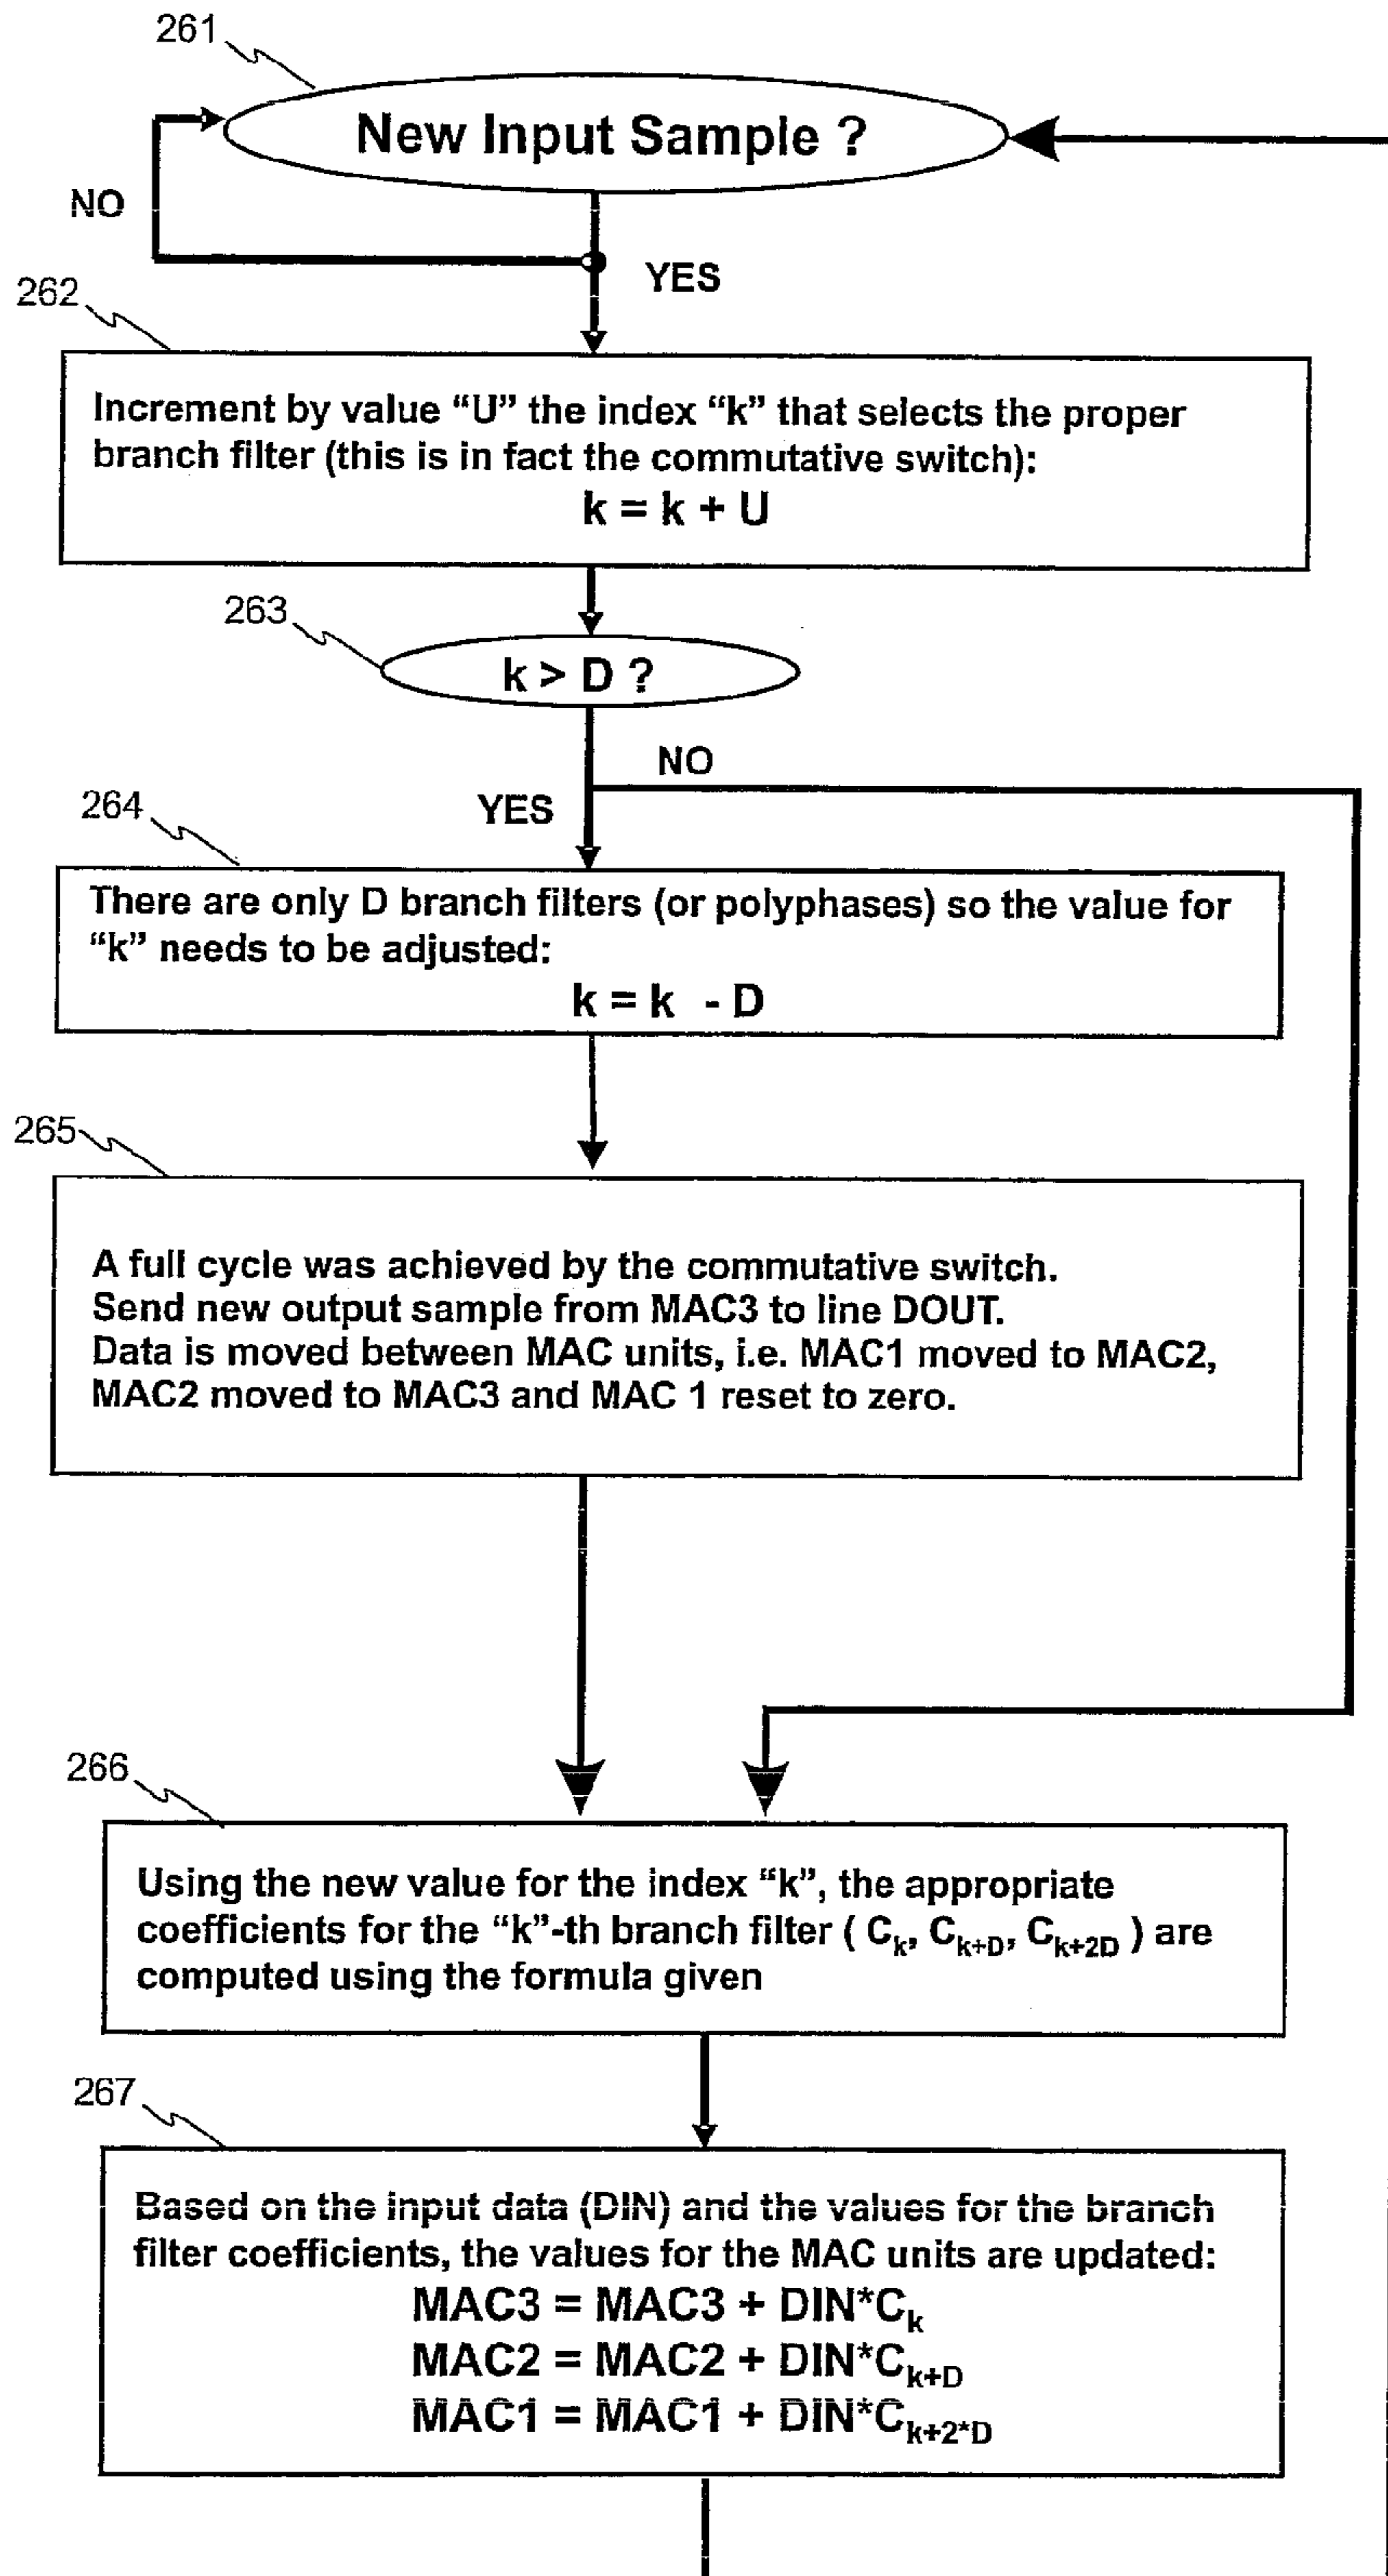 261
New Input Sample ?
NO
YES
262
Increment by value “U” the index “k” that selects the proper
branch filter (this is in fact the commutative switch):
k = k + U
263
k > D ?
NO
YES
264
There are only D branch filters (or polyphases) so the value for
“k” needs to be adjusted:
k = k - D
265
A full cycle was achieved by the commutative switch.
Send new output sample from MAC3 to line DOUT.
Data is moved between MAC units, i.e. MAC1 moved to MAC2,
MAC2 moved to MAC3 and MAC 1 reset to zero.
266
Using the new value for the index “k”, the appropriate
coefficients for the “k”-th branch filter ( Ck, Ck+D, Ck+2D ) are
computed using the formula given
267
Based on the input data (DIN) and the values for the branch
filter coefficients, the values for the MAC units are updated:
MAC3 = MAC3 + DIN*Ck
MAC2 = MAC2 + DIN*Ck+D
MAC1 = MAC1 + DIN*Ck+2*D